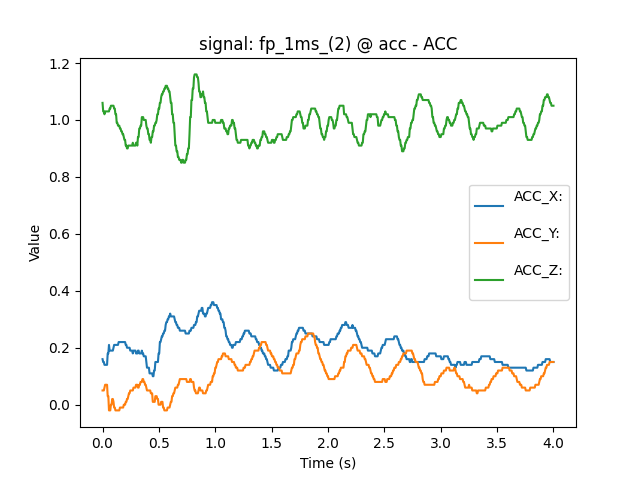 signal: fp_1ms_(2) @ acc - ACC
1.2
1.0
0.8
0.6
0.4
0.2
0.0
Value
ACC_X:
ACC_Y:
ACC_Z:
0.0 0.5 1.0 1.5 2.0 2.5 3.0 3.5 4.0
Time (s)